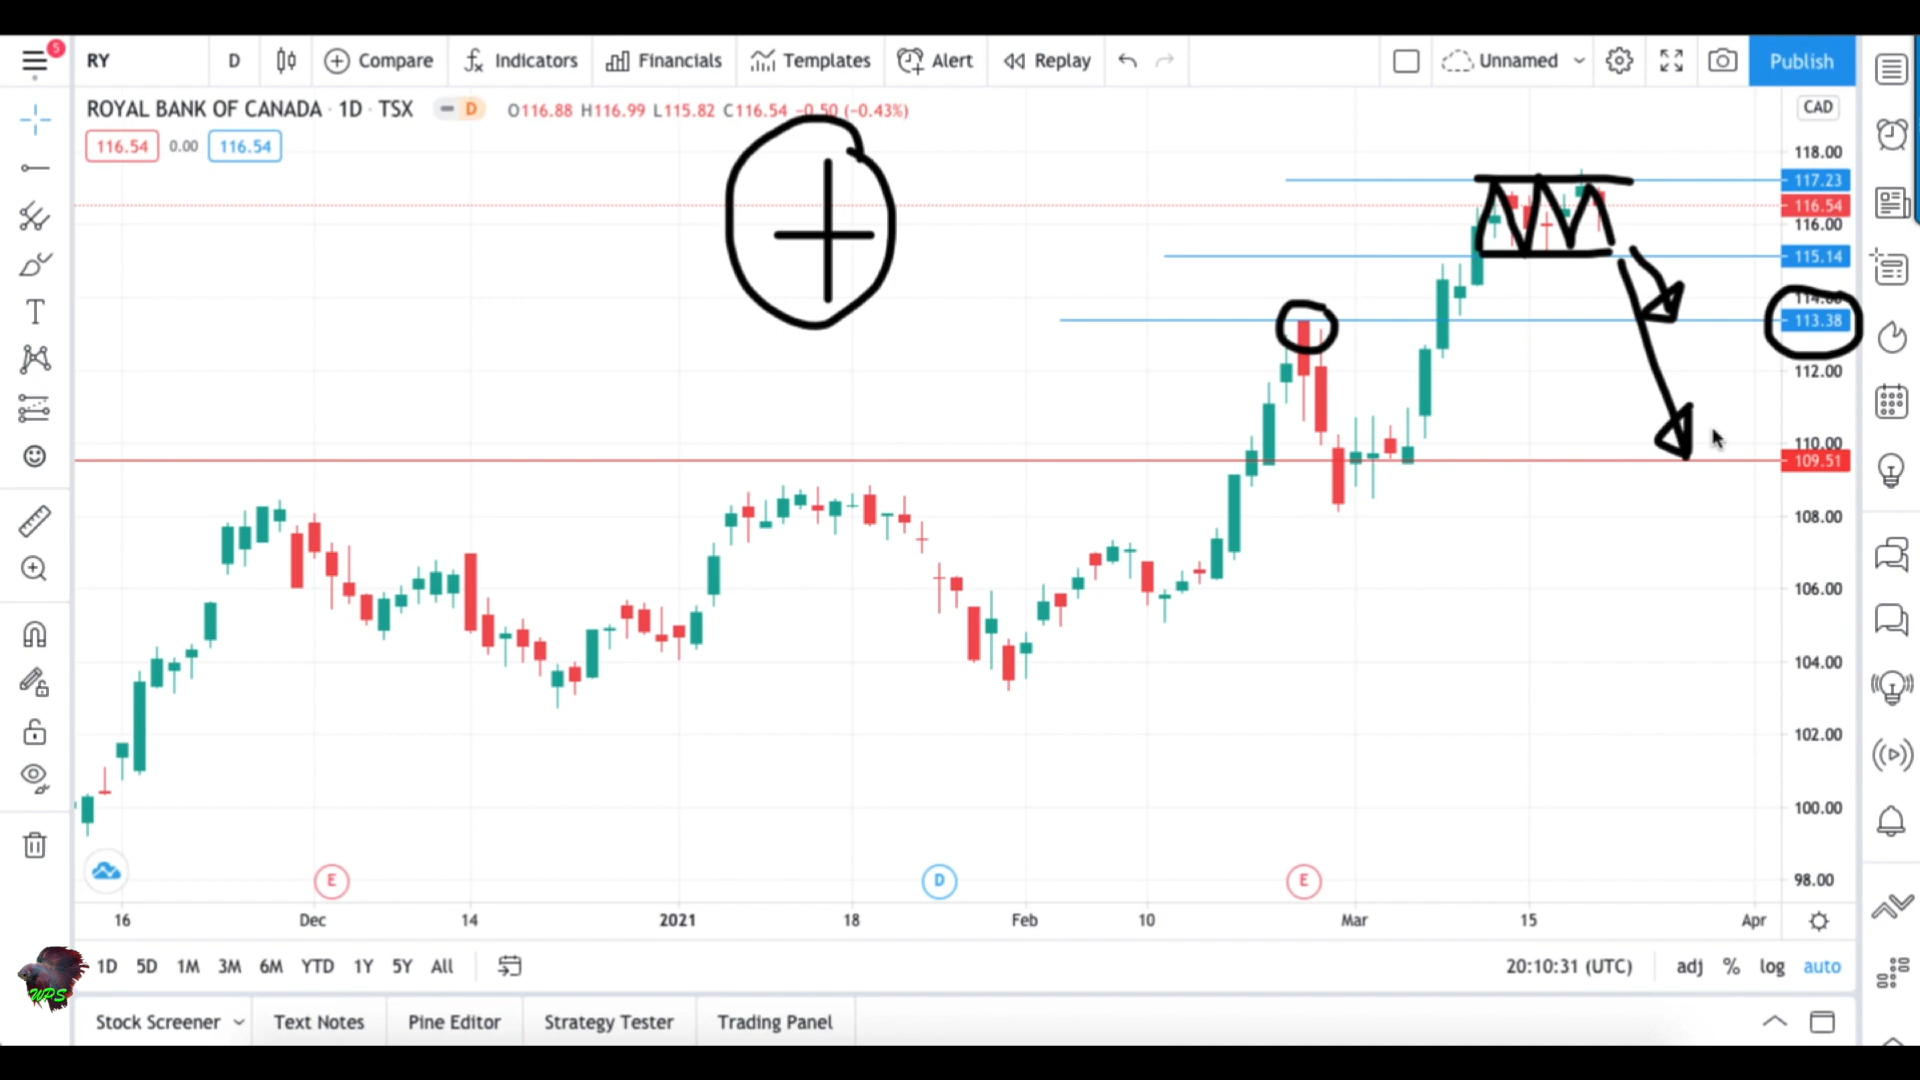 5
RY D Compare Indicators Financials Templates Alert Replay Unnamed Publish
ROYAL BANK OF CANADA · 1D · TSX D O116.88 H116.99 L115.82 C116.54 −0.50 (−0.43%)
CAD
116.54 0.00 116.54
118.00
117.23
116.54
116.00
115.14
114.00
113.38
112.00
110.00
109.51
108.00
106.00
104.00
102.00
100.00
98.00
E D E
16 Dec 14 2021 18 Feb 10 Mar 15 Apr
WPS
1D 5D 1M 3M 6M YTD 1Y 5Y All 20:10:31 (UTC) adj % log auto
Stock Screener Text Notes Pine Editor Strategy Tester Trading Panel